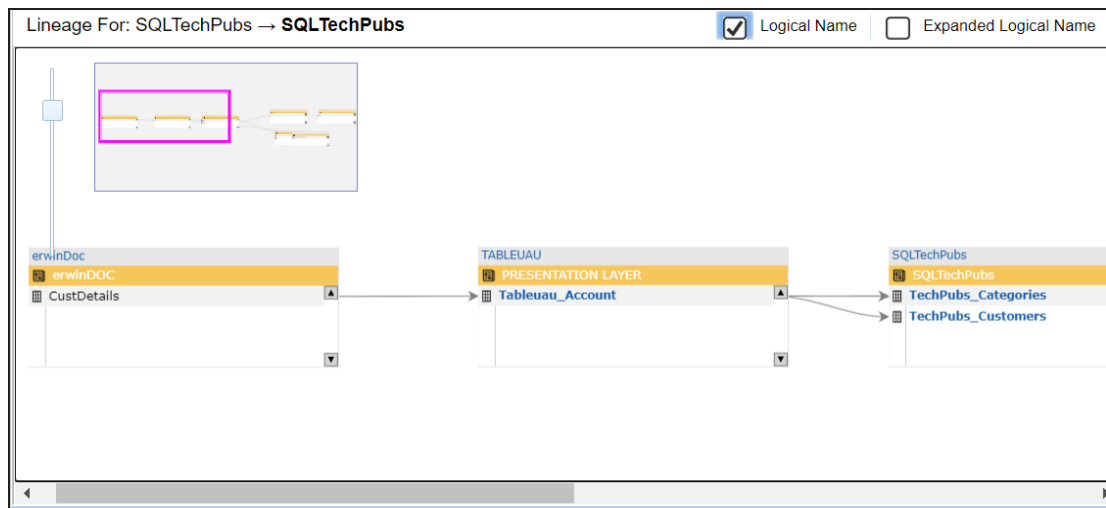 Lineage For: SQLTechPubs → SQLTechPubs
Logical Name
Expanded Logical Name
erwinDoc
erwinDOC
CustDetails
TABLEUAU
PRESENTATION LAYER
Tableuau_Account
SQLTechPubs
SQLTechPubs
TechPubs_Categories
TechPubs_Customers